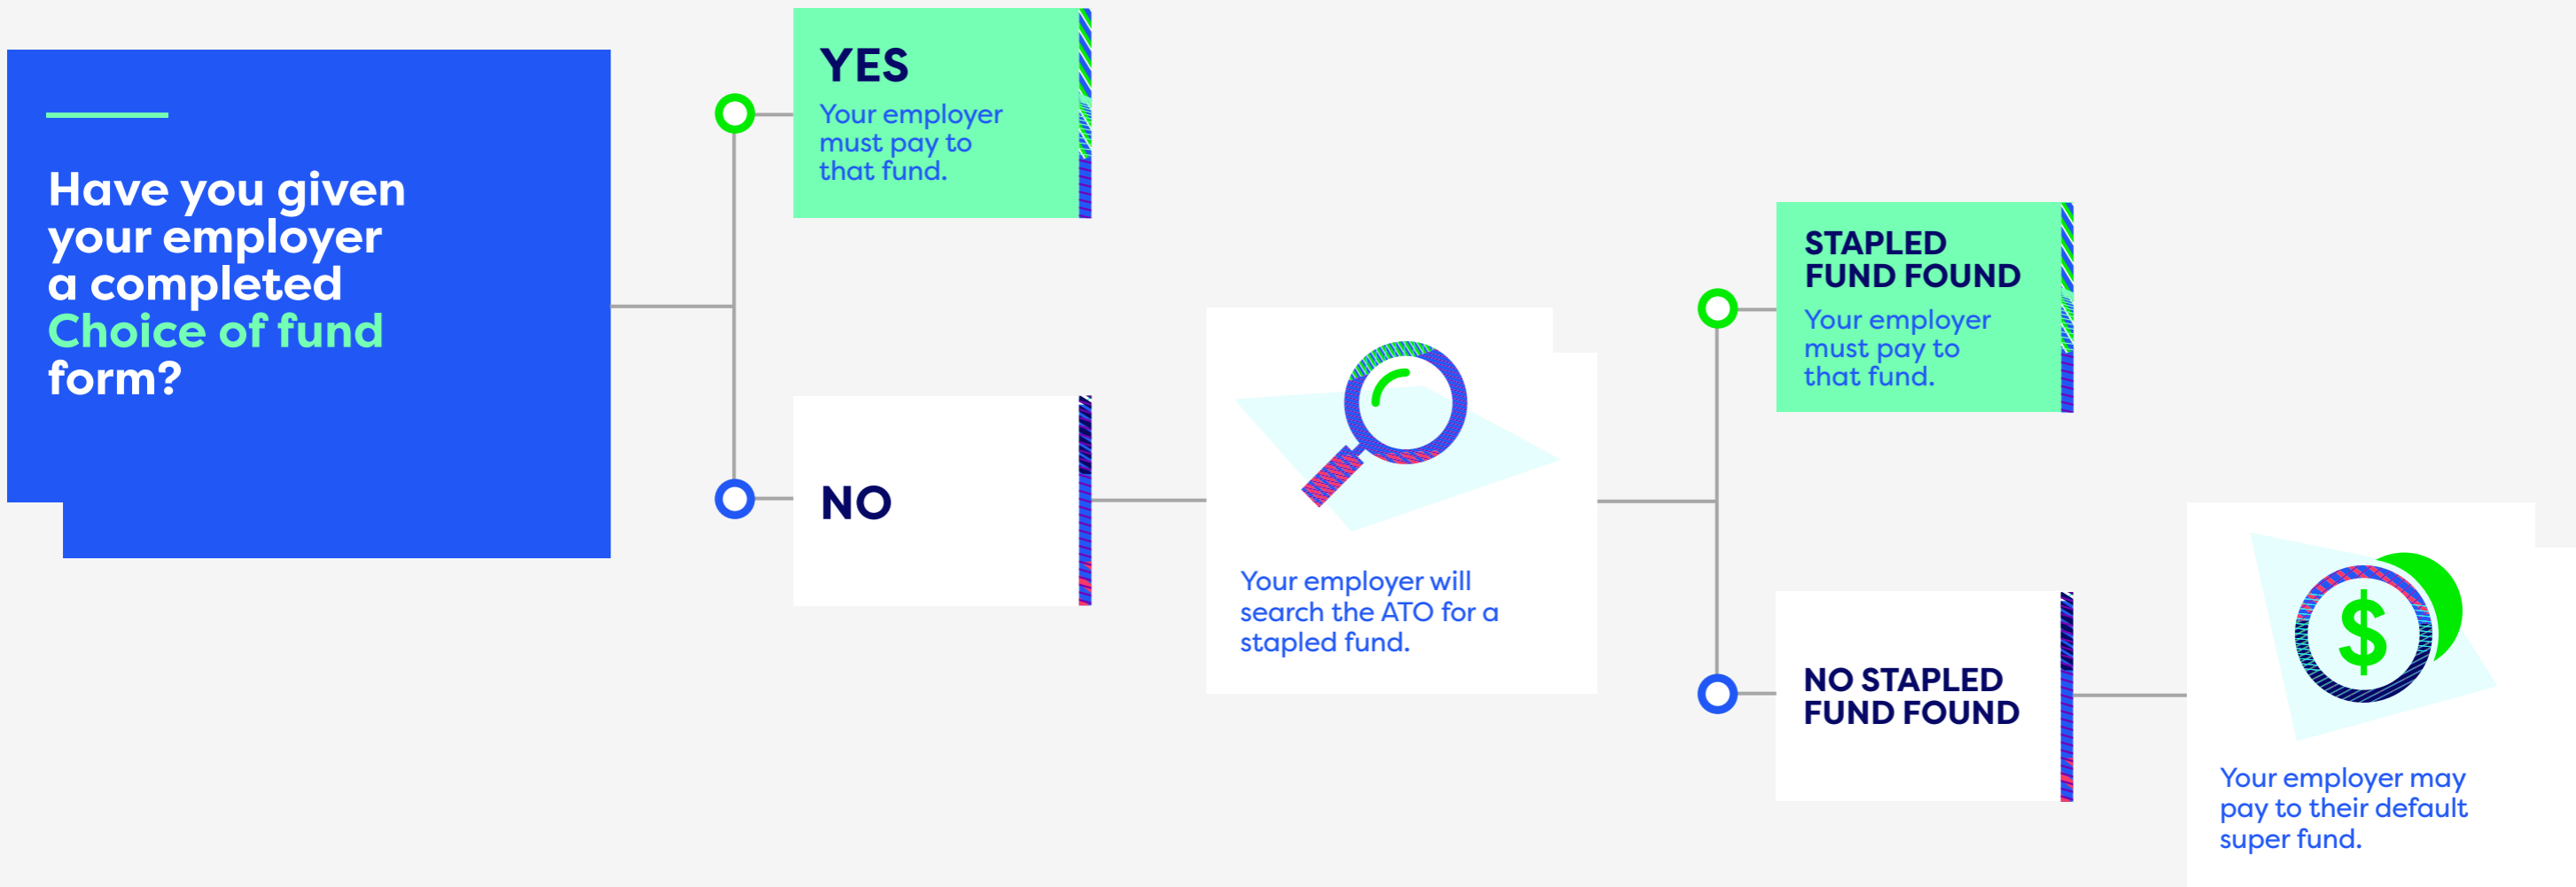 Have you given
your employer
a completed
Choice of fund
form?
YES
Your employer
must pay to
that fund.
NO
Your employer will
search the ATO for a
stapled fund.
STAPLED
FUND FOUND
Your employer
must pay to
that fund.
NO STAPLED
FUND FOUND
$
Your employer may
pay to their default
super fund.